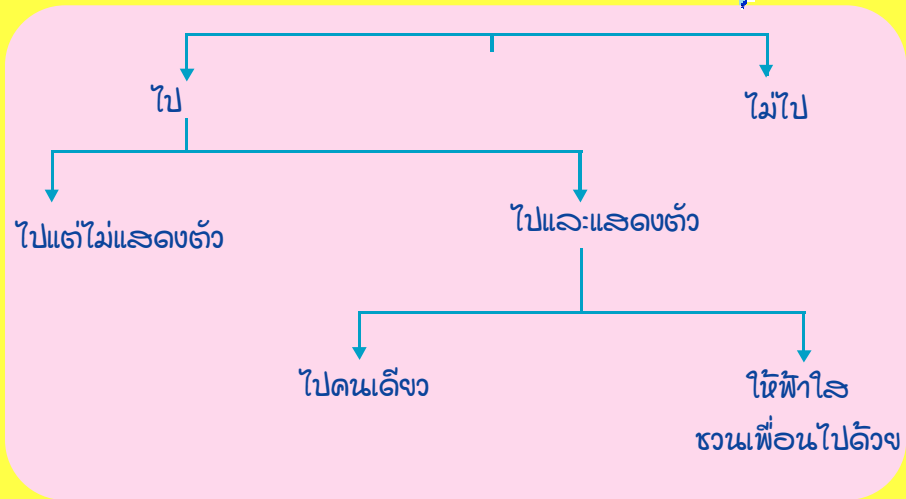 ไป
ไม่ไป
ไปแต่ไม่แสดงตัว
ไปและแสดงตัว
ไปคนเดียว
ให้ฟ้าใส
ชวนเพื่อนไปด้วย